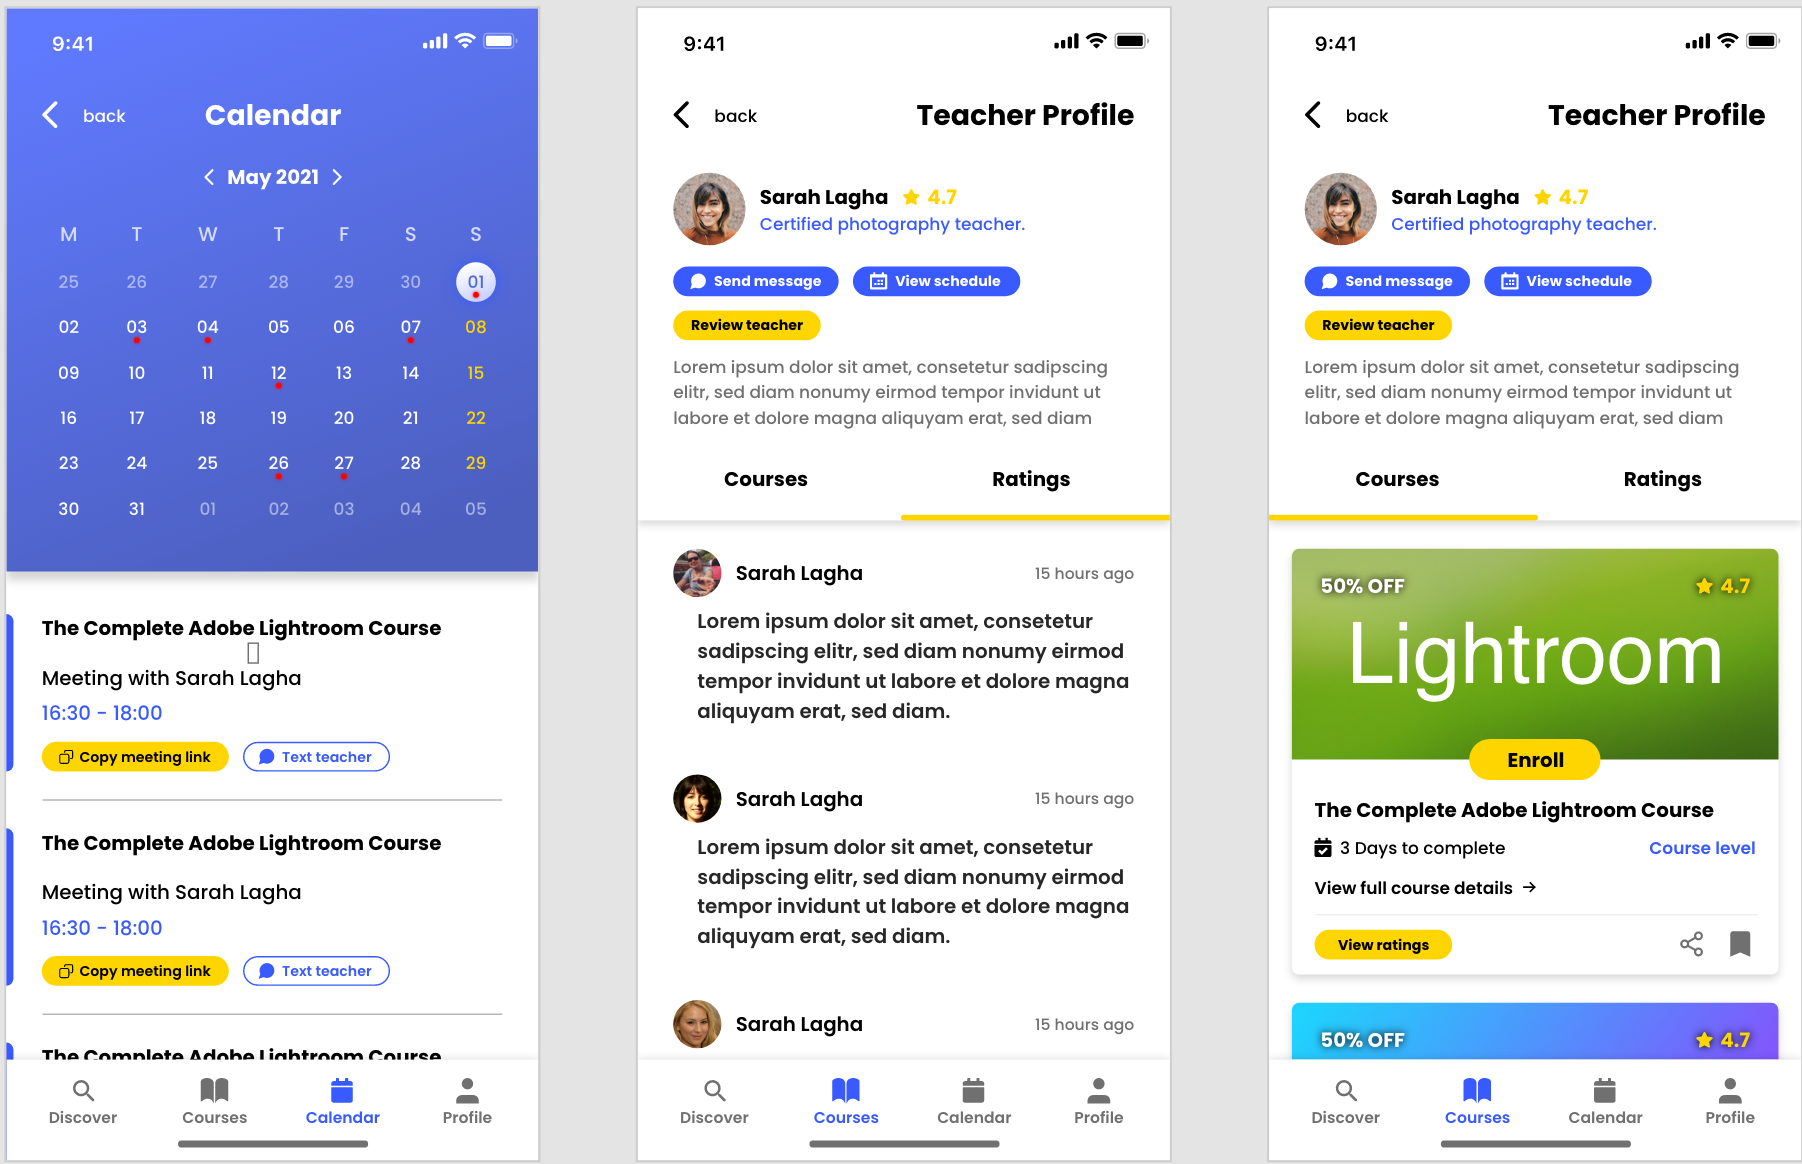 9:41
back
Calendar
May 2021
M T W T F S S
25 26 27 28 29 30 01
02 03 04 05 06 07 08
09 10 11 12 13 14 15
16 17 18 19 20 21 22
23 24 25 26 27 28 29
30 31 01 02 03 04 05
The Complete Adobe Lightroom Course
Meeting with Sarah Lagha
16:30 - 18:00
Copy meeting link
Text teacher
The Complete Adobe Lightroom Course
Meeting with Sarah Lagha
16:30 - 18:00
Copy meeting link
Text teacher
The Complete Adobe Lightroom Course
Discover
Courses
Calendar
Profile
9:41
back
Teacher Profile
Sarah Lagha
4.7
Certified photography teacher.
Send message
View schedule
Review teacher
Lorem ipsum dolor sit amet, consetetur sadipscing
elitr, sed diam nonumy eirmod tempor invidunt ut
labore et dolore magna aliquyam erat, sed diam
Courses
Ratings
Sarah Lagha
15 hours ago
Lorem ipsum dolor sit amet, consetetur
sadipscing elitr, sed diam nonumy eirmod
tempor invidunt ut labore et dolore magna
aliquyam erat, sed diam.
Sarah Lagha
15 hours ago
Lorem ipsum dolor sit amet, consetetur
sadipscing elitr, sed diam nonumy eirmod
tempor invidunt ut labore et dolore magna
aliquyam erat, sed diam.
Sarah Lagha
15 hours ago
Discover
Courses
Calendar
Profile
9:41
back
Teacher Profile
Sarah Lagha
4.7
Certified photography teacher.
Send message
View schedule
Review teacher
Lorem ipsum dolor sit amet, consetetur sadipscing
elitr, sed diam nonumy eirmod tempor invidunt ut
labore et dolore magna aliquyam erat, sed diam
Courses
Ratings
50% OFF
4.7
Lightroom
Enroll
The Complete Adobe Lightroom Course
3 Days to complete
Course level
View full course details →
View ratings
50% OFF
4.7
Discover
Courses
Calendar
Profile